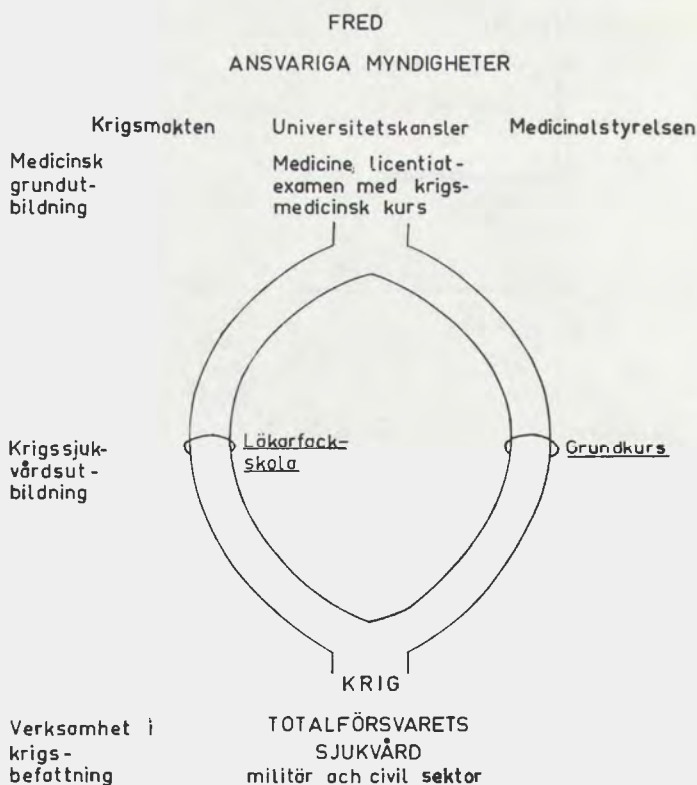 FRED
ANSVARIGA MYNDIGHETER
Krigsmakten Universitetskansler Medicinalstyrelsen
Medicinsk
grundut-
bildning
Medicine, licentiat-
examen med krigs-
medicinsk kurs
Krigssjuk-
vårdsut-
bildning
Läkarfack-
skola
Grundkurs
KRIG
Verksamhet i
krigs-
befattning
TOTALFÖRSVARETS
SJUKVÅRD
militär och civil sektor